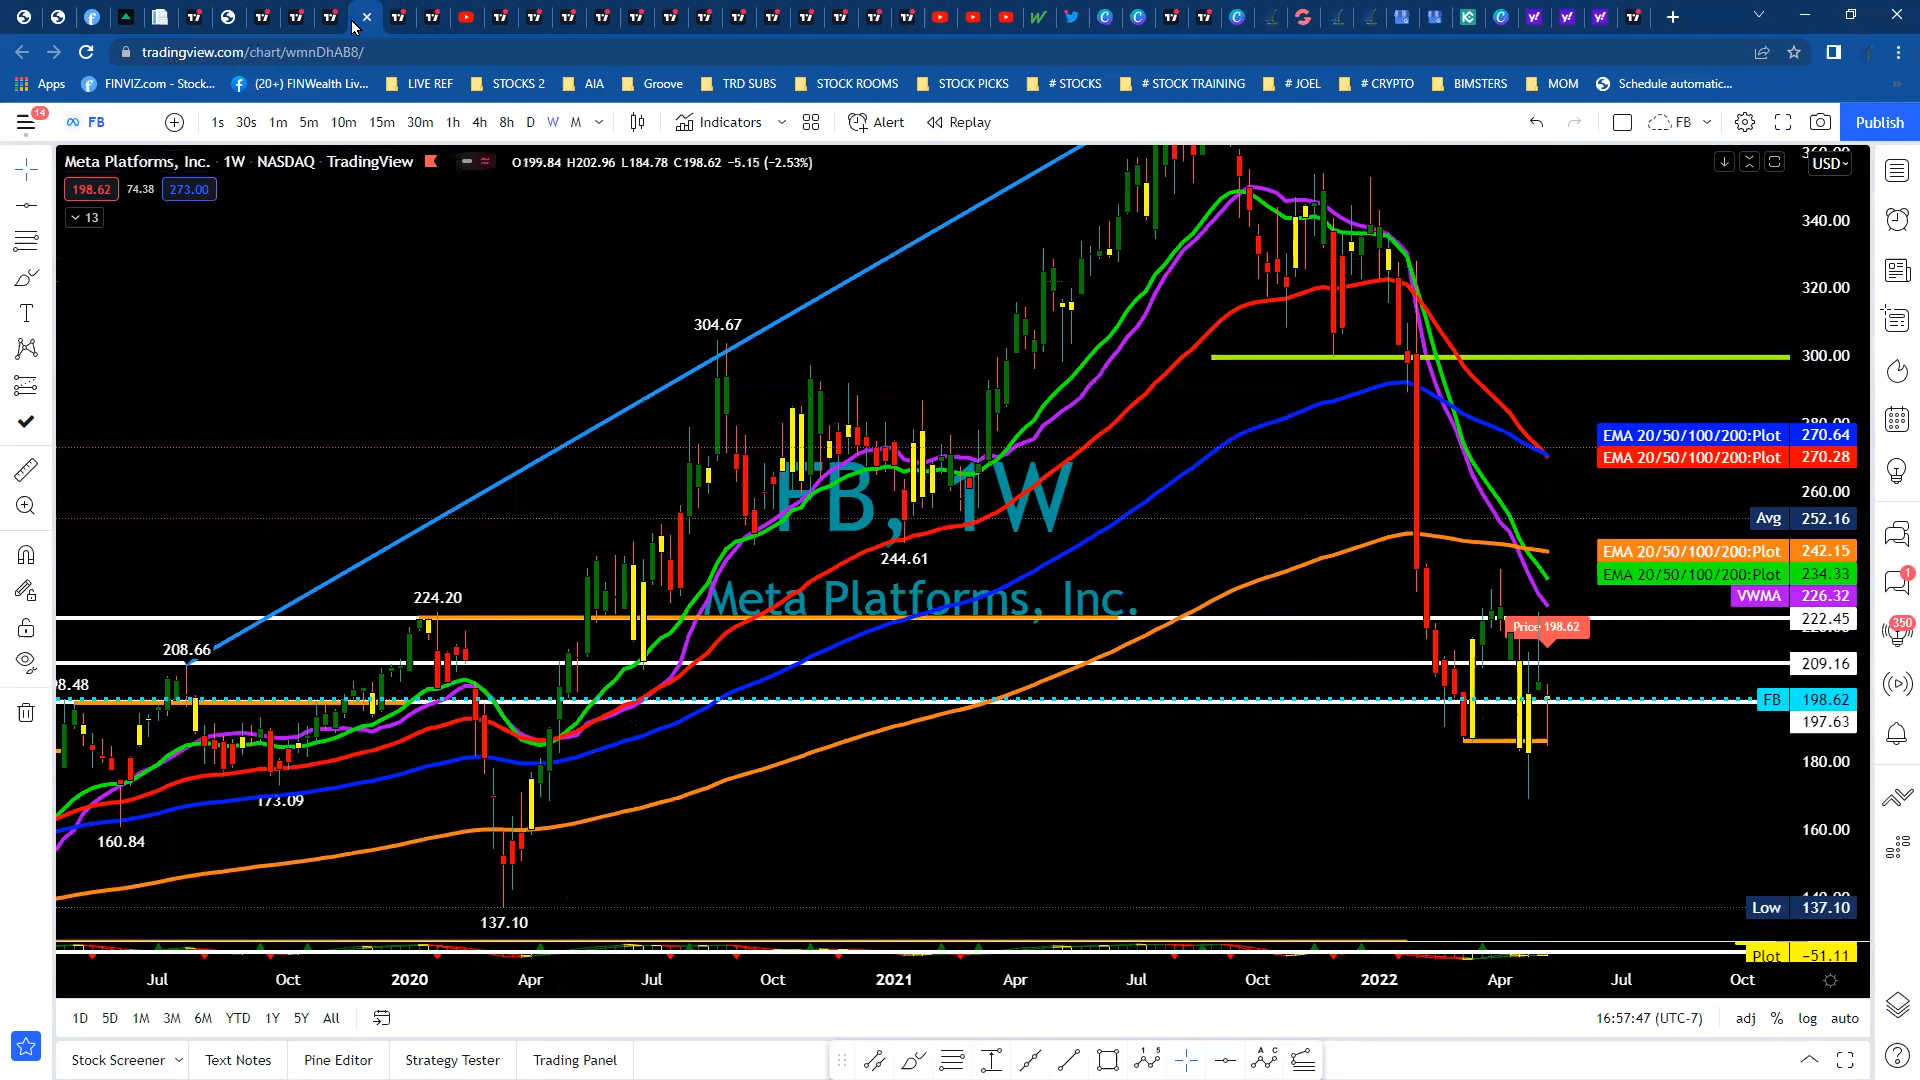 tradingview.com/chart/wmnDhAB8/
Apps FINVIZ.com - Stock... (20+) FINWealth Liv... LIVE REF STOCKS 2 AIA Groove TRD SUBS STOCK ROOMS STOCK PICKS # STOCKS # STOCK TRAINING # JOEL # CRYPTO BIMSTERS MOM Schedule automatic...
14 FB 1s 30s 1m 5m 10m 15m 30m 1h 4h 8h D W M Indicators Alert Replay FB Publish
Meta Platforms, Inc. · 1W · NASDAQ · TradingView O199.84 H202.96 L184.78 C198.62 −5.15 (−2.53%)
USD
198.62 74.38 273.00
13
340.00
320.00
304.67
300.00
EMA 20/50/100/200:Plot 270.64
EMA 20/50/100/200:Plot 270.28
260.00
FB, 1W
Avg 252.16
244.61
EMA 20/50/100/200:Plot 242.15
EMA 20/50/100/200:Plot 234.33
Meta Platforms, Inc.
VWMA 226.32
224.20
222.45
Price 198.62
208.66
209.16
FB 198.62
197.63
180.00
173.09
160.84
160.00
Low 137.10
137.10
Plot −51.11
Jul Oct 2020 Apr Jul Oct 2021 Apr Jul Oct 2022 Apr Jul Oct
1
350
1D 5D 1M 3M 6M YTD 1Y 5Y All 16:57:47 (UTC-7) adj % log auto
Stock Screener Text Notes Pine Editor Strategy Tester Trading Panel